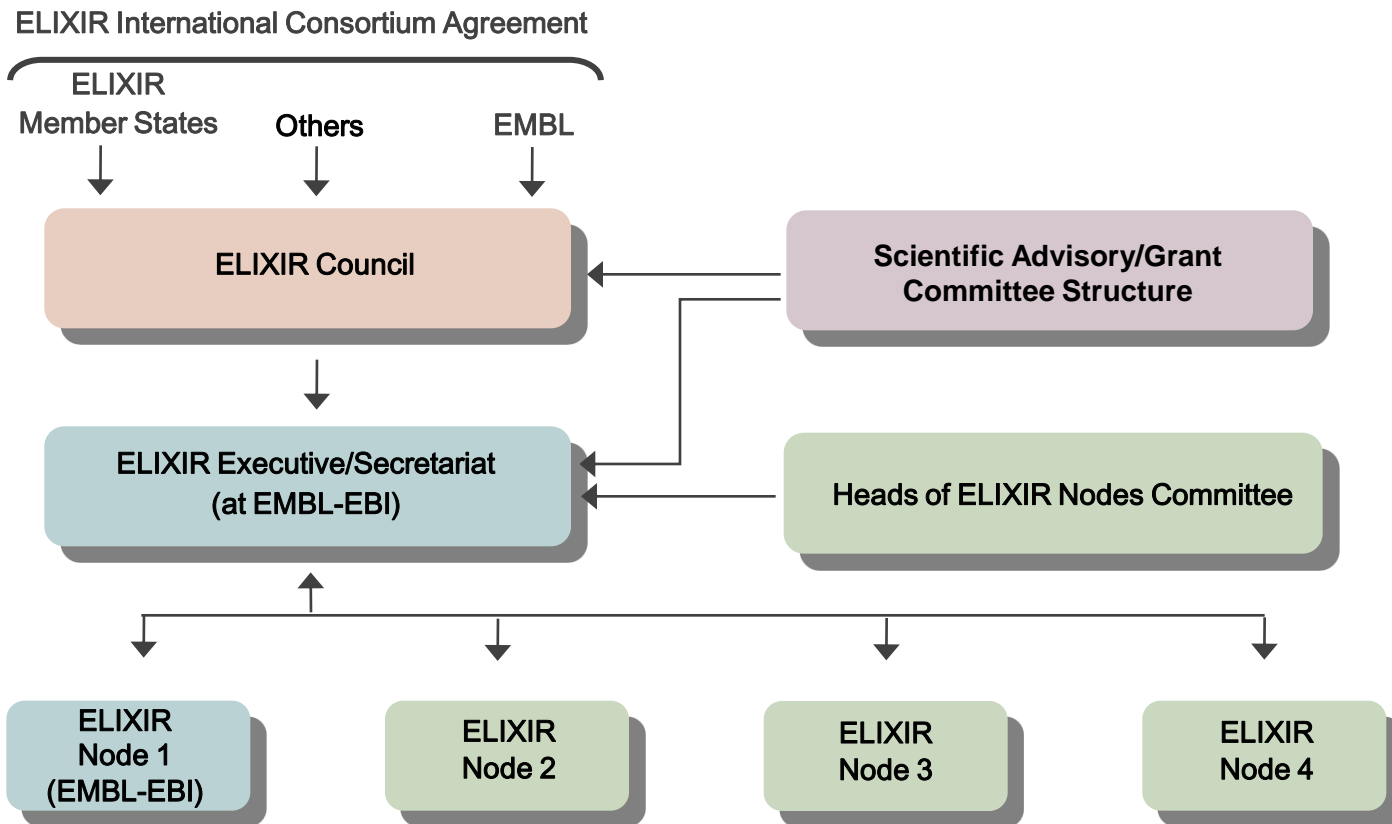 ELIXIR International Consortium Agreement
ELIXIR
Member States
Others
EMBL
ELIXIR Council
Scientific Advisory/Grant
Committee Structure
ELIXIR Executive/Secretariat
(at EMBL-EBI)
Heads of ELIXIR Nodes Committee
ELIXIR
Node 1
(EMBL-EBI)
ELIXIR
Node 2
ELIXIR
Node 3
ELIXIR
Node 4